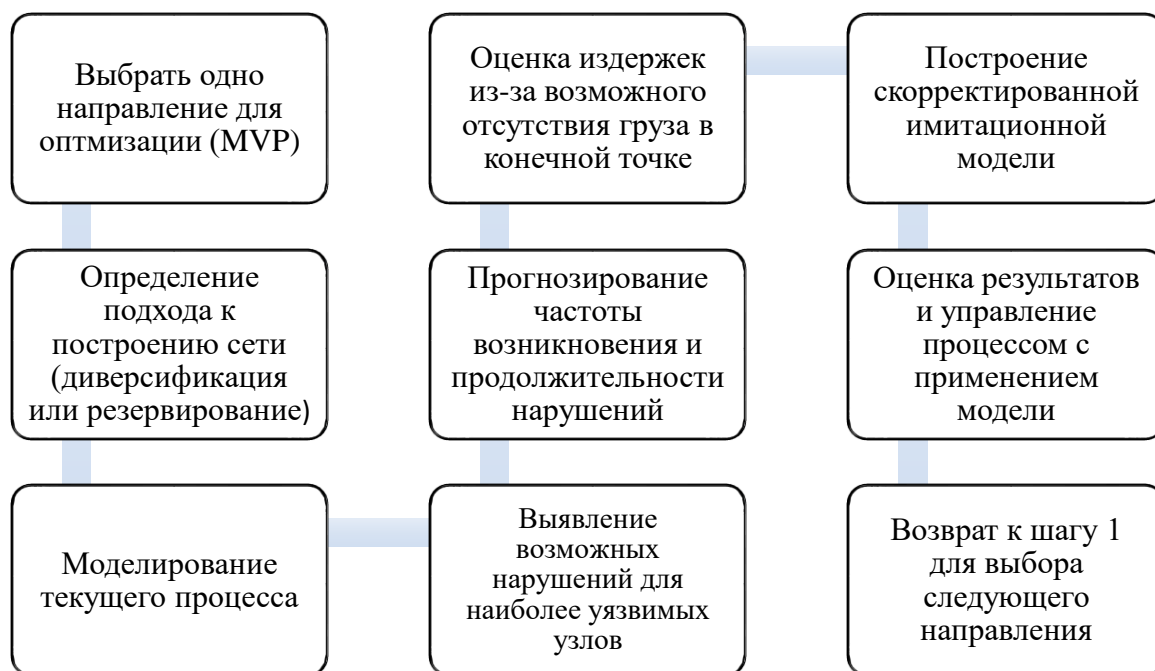 Выбрать одно
направление для
оптмизации (MVP)
Определение
подхода к
построению сети
(диверсификация
или резервирование)
Моделирование
текущего процесса
Выявление
возможных
нарушений для
наиболее уязвимых
узлов
Прогнозирование
частоты
возникновения и
продолжительности
нарушений
Оценка издержек
из-за возможного
отсутствия груза в
конечной точке
Построение
скорректированной
имитационной
модели
Оценка результатов
и управление
процессом с
применением
модели
Возврат к шагу 1
для выбора
следующего
направления